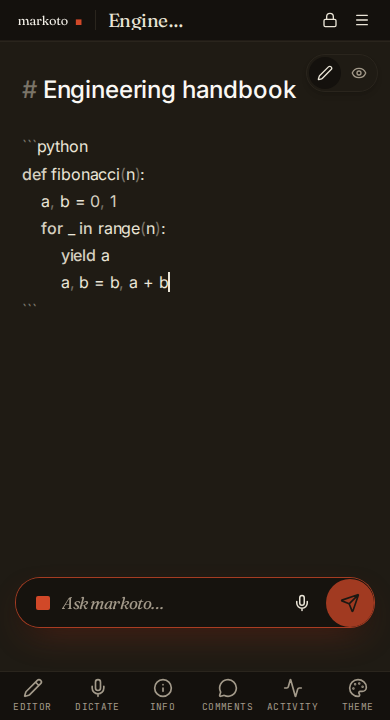 markoto
Engine...
# Engineering handbook
```python
def fibonacci(n):
    a, b = 0, 1
    for _ in range(n):
        yield a
        a, b = b, a + b
```
Ask markoto...
EDITOR DICTATE INFO COMMENTS ACTIVITY THEME